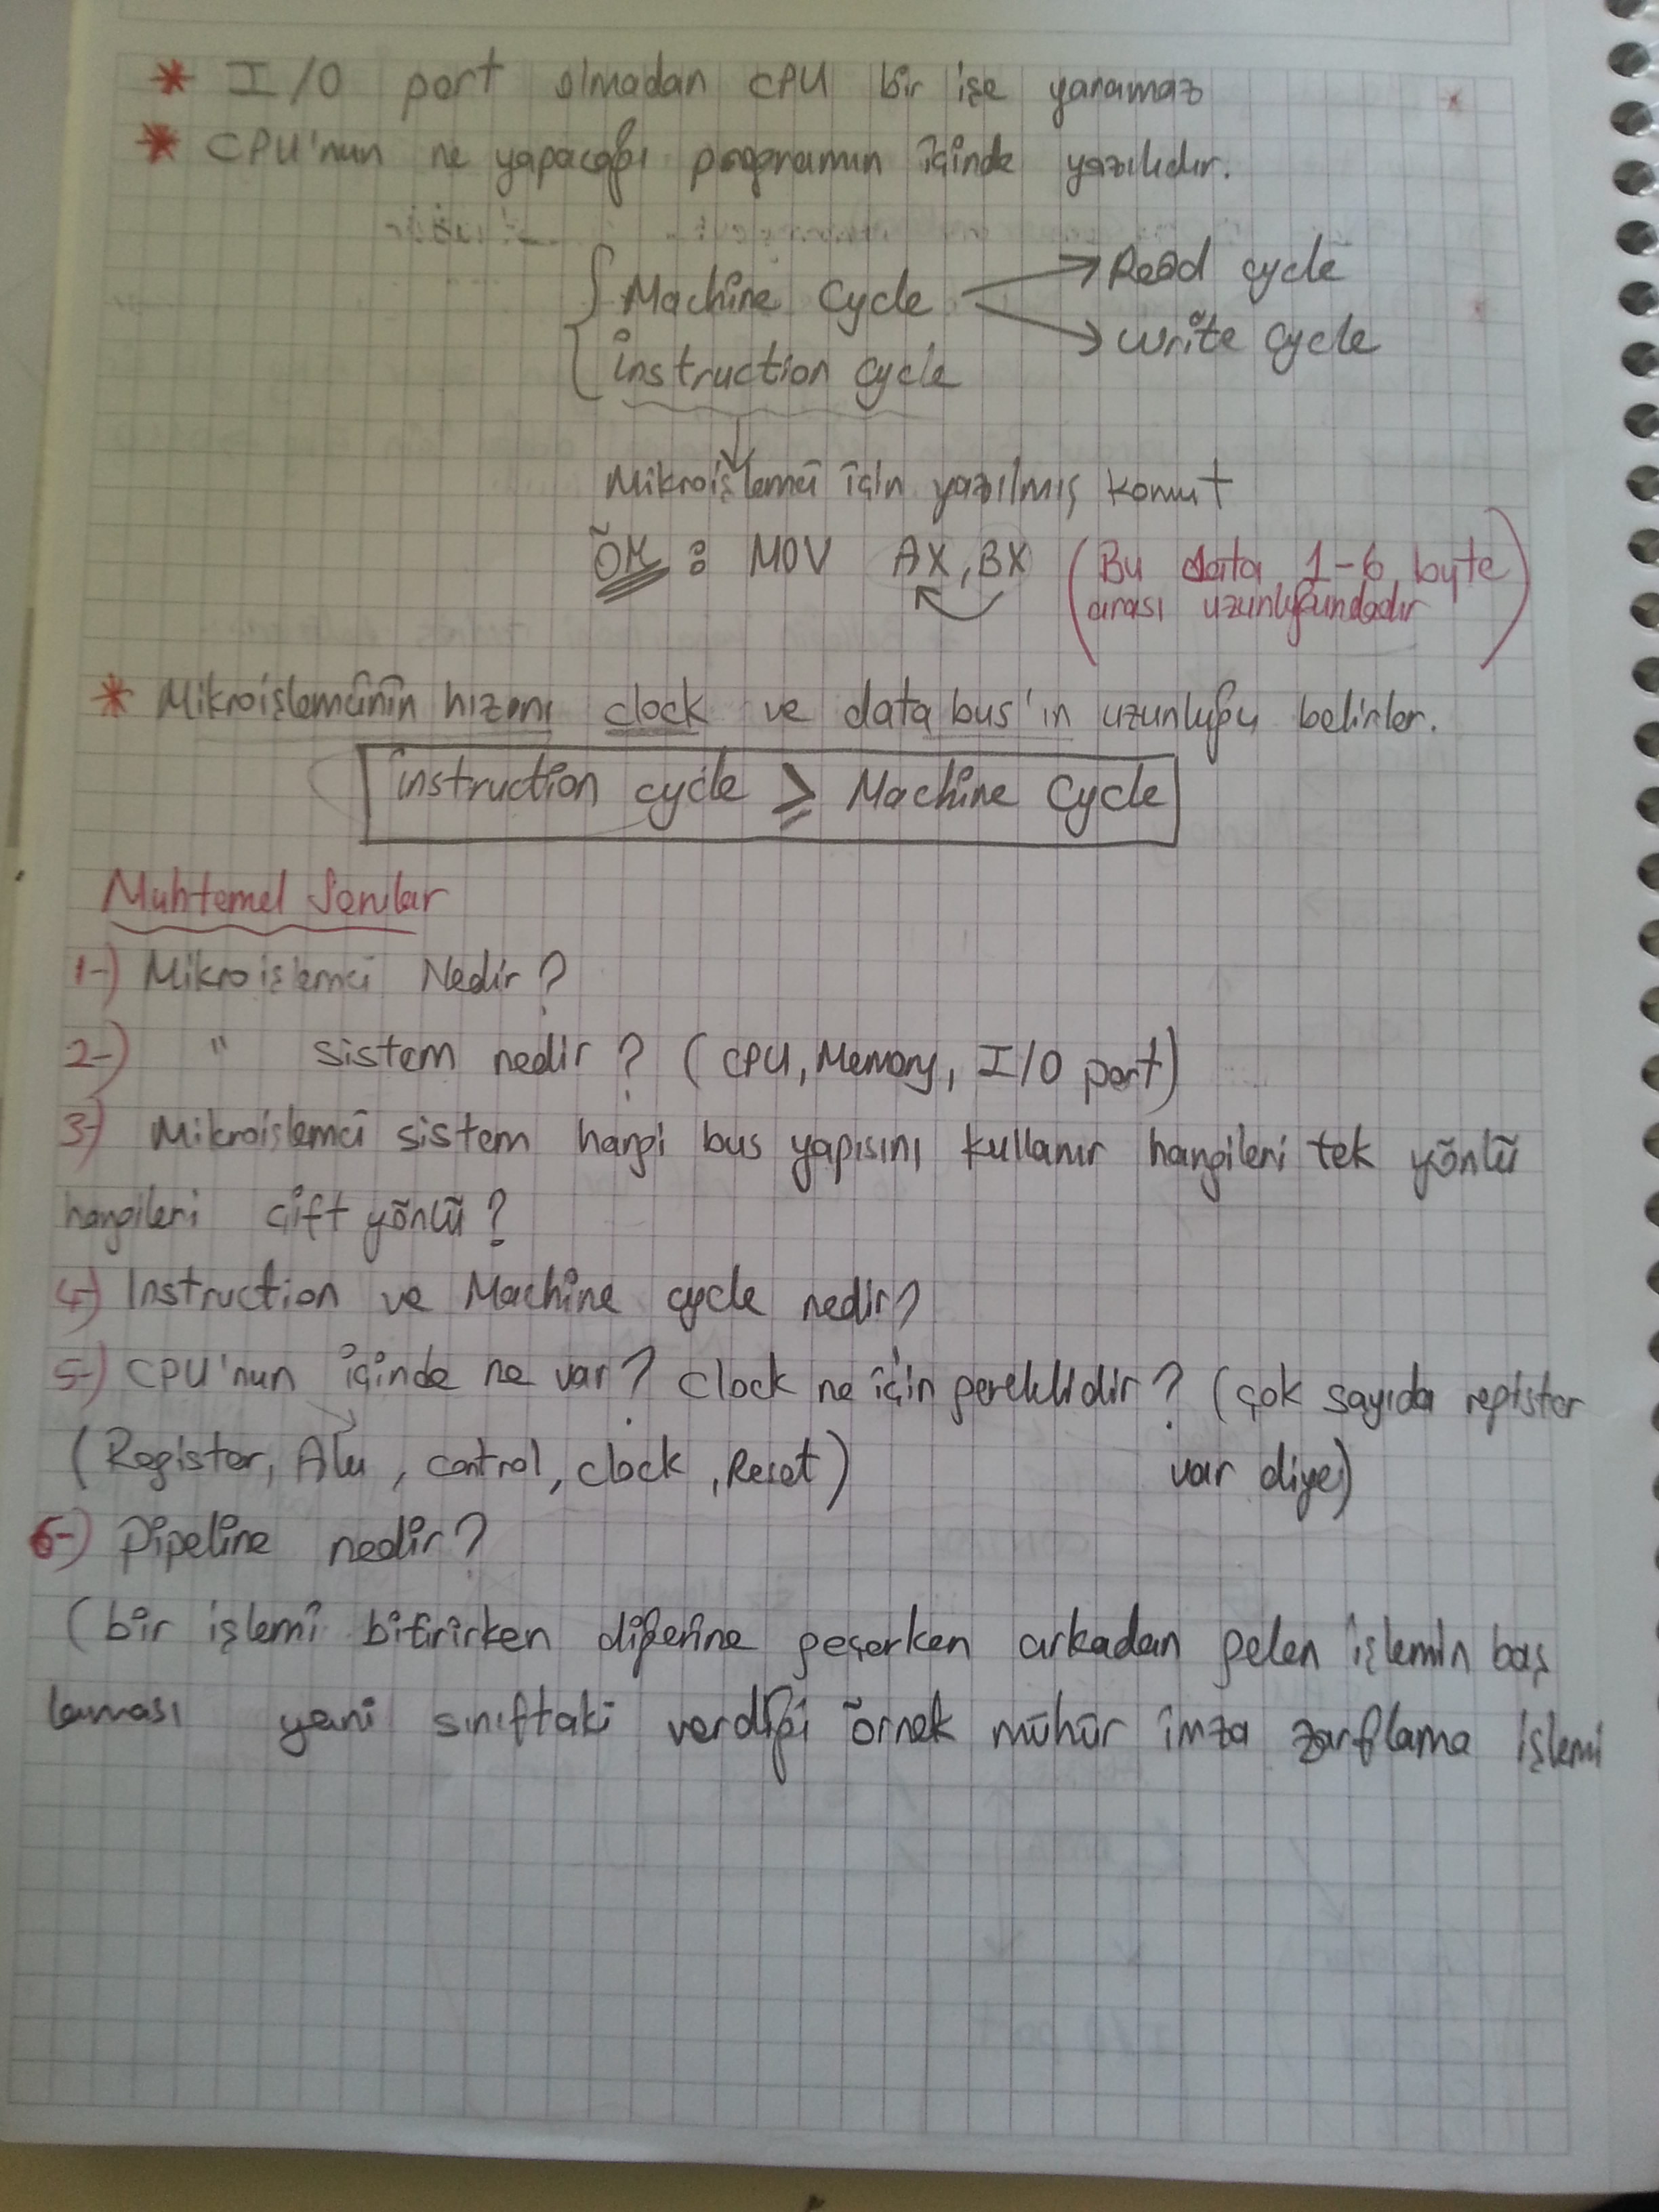 * I/O port olmadan CPU bir işe yaramaz
* CPU'nun ne yapacağı programın içinde yazılıdır.
Machine Cycle → Read cycle
→ Write cycle
instruction cycle
Mikroişlemci için yazılmış komut
ÖR : MOV AX, BX (Bu data 1-6 byte
arası uzunluğundadır)
* Mikroişlemcinin hızını clock ve data bus'ın uzunluğu belirler.
instruction cycle ≥ Machine Cycle
Muhtemel Sorular
1-) Mikroişlemci Nedir?
2-) " sistem nedir? (CPU, Memory, I/O port)
3-) Mikroişlemci sistem hangi bus yapısını kullanır hangileri tek yönlü
hangileri çift yönlü?
4-) Instruction ve Machine cycle nedir?
5-) CPU'nun içinde ne var? Clock ne için gereklidir? (çok sayıda register
(Register, Alu, control, clock, Reset) var diye)
6-) Pipeline nedir?
(bir işlemi bitirirken diğerine geçerken arkadan gelen işlemin baş
laması yani sınıftaki verdiği örnek mühür imza zarflama işlemi